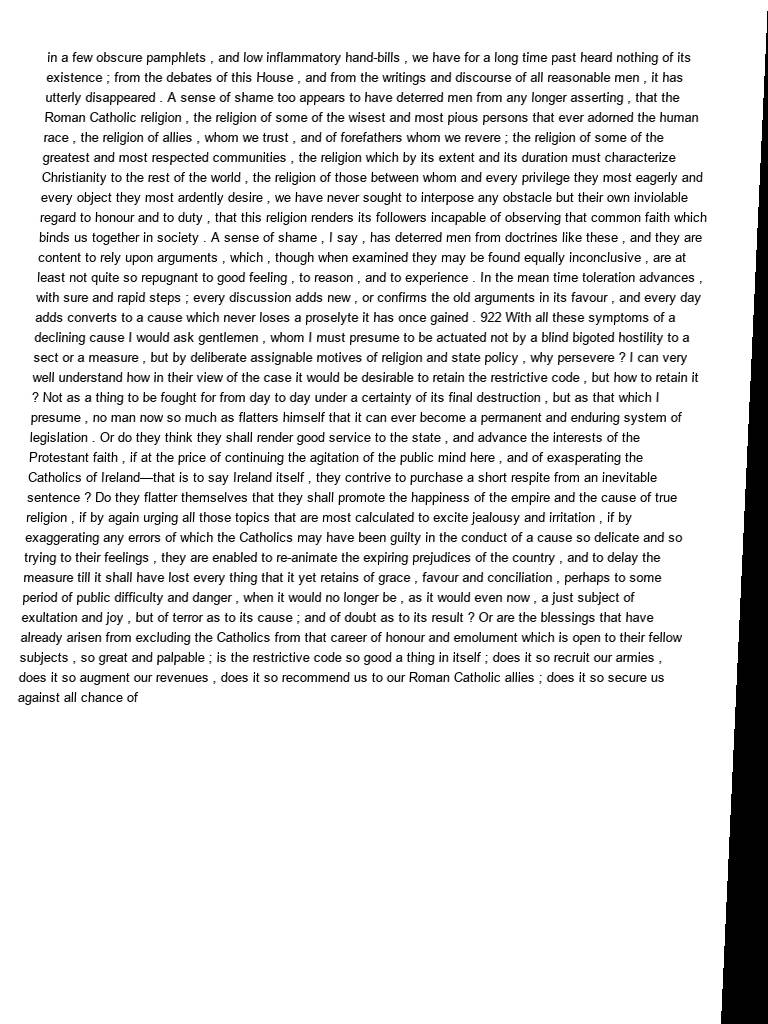 in a few obscure pamphlets , and low inflammatory hand-bills , we have for a long time past heard nothing of its
existence ; from the debates of this House , and from the writings and discourse of all reasonable men , it has
utterly disappeared . A sense of shame too appears to have deterred men from any longer asserting , that the
Roman Catholic religion , the religion of some of the wisest and most pious persons that ever adorned the human
race , the religion of allies , whom we trust , and of forefathers whom we revere ; the religion of some of the
greatest and most respected communities , the religion which by its extent and its duration must characterize
Christianity to the rest of the world , the religion of those between whom and every privilege they most eagerly and
every object they most ardently desire , we have never sought to interpose any obstacle but their own inviolable
regard to honour and to duty , that this religion renders its followers incapable of observing that common faith which
binds us together in society . A sense of shame , I say , has deterred men from doctrines like these , and they are
content to rely upon arguments , which , though when examined they may be found equally inconclusive , are at
least not quite so repugnant to good feeling , to reason , and to experience . In the mean time toleration advances ,
with sure and rapid steps ; every discussion adds new , or confirms the old arguments in its favour , and every day
adds converts to a cause which never loses a proselyte it has once gained . 922 With all these symptoms of a
declining cause I would ask gentlemen , whom I must presume to be actuated not by a blind bigoted hostility to a
sect or a measure , but by deliberate assignable motives of religion and state policy , why persevere ? I can very
well understand how in their view of the case it would be desirable to retain the restrictive code , but how to retain it
? Not as a thing to be fought for from day to day under a certainty of its final destruction , but as that which I
presume , no man now so much as flatters himself that it can ever become a permanent and enduring system of
legislation . Or do they think they shall render good service to the state , and advance the interests of the
Protestant faith , if at the price of continuing the agitation of the public mind here , and of exasperating the
Catholics of Ireland—that is to say Ireland itself , they contrive to purchase a short respite from an inevitable
sentence ? Do they flatter themselves that they shall promote the happiness of the empire and the cause of true
religion , if by again urging all those topics that are most calculated to excite jealousy and irritation , if by
exaggerating any errors of which the Catholics may have been guilty in the conduct of a cause so delicate and so
trying to their feelings , they are enabled to re-animate the expiring prejudices of the country , and to delay the
measure till it shall have lost every thing that it yet retains of grace , favour and conciliation , perhaps to some
period of public difficulty and danger , when it would no longer be , as it would even now , a just subject of
exultation and joy , but of terror as to its cause ; and of doubt as to its result ? Or are the blessings that have
already arisen from excluding the Catholics from that career of honour and emolument which is open to their fellow
subjects , so great and palpable ; is the restrictive code so good a thing in itself ; does it so recruit our armies ,
does it so augment our revenues , does it so recommend us to our Roman Catholic allies ; does it so secure us
against all chance of